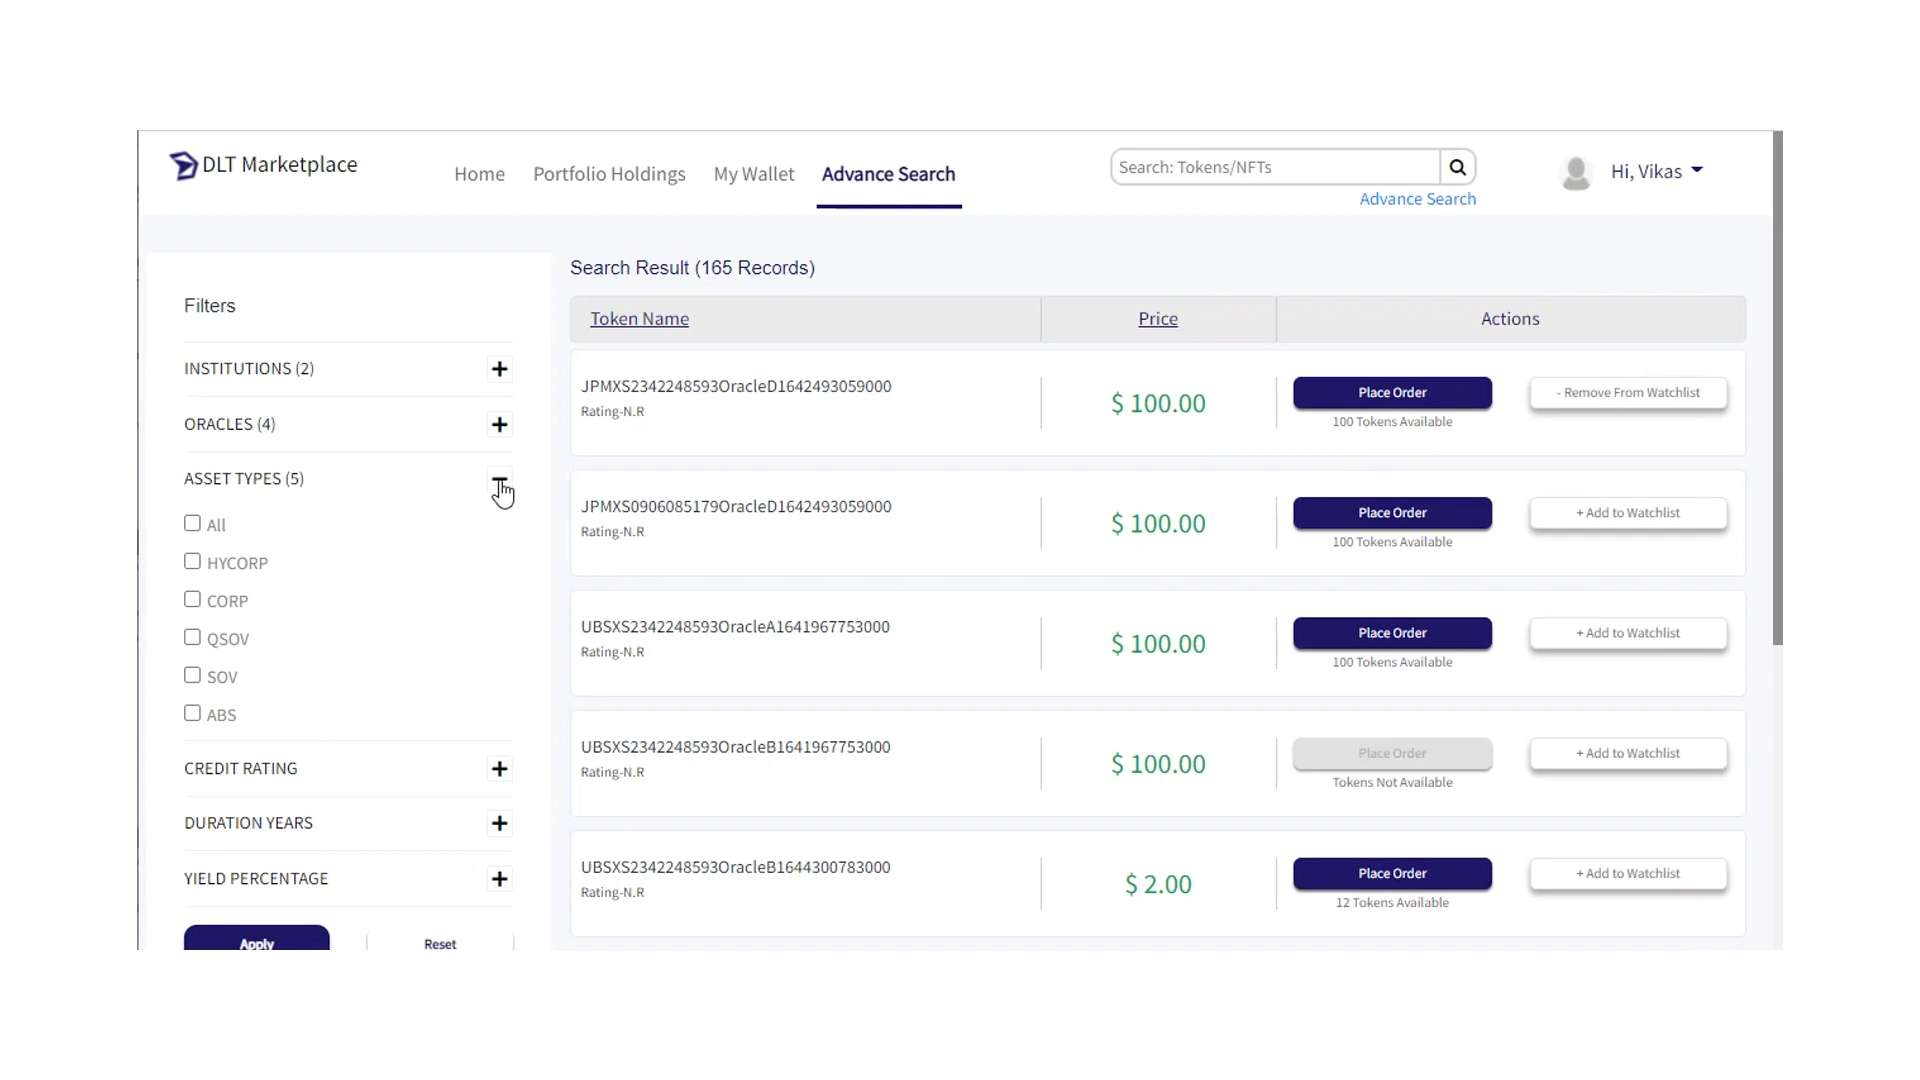 DLT Marketplace
Home
Portfolio Holdings
My Wallet
Advance Search
Search: Tokens/NFTs
Advance Search
Hi, Vikas
Filters
INSTITUTIONS (2)
ORACLES (4)
ASSET TYPES (5)
All
HYCORP
CORP
QSOV
SOV
ABS
CREDIT RATING
DURATION YEARS
YIELD PERCENTAGE
Apply
Reset
Search Result (165 Records)
Token Name
Price
Actions
JPMXS2342248593OracleD1642493059000
Rating-N.R
$ 100.00
Place Order
100 Tokens Available
- Remove From Watchlist
JPMXS0906085179OracleD1642493059000
Rating-N.R
$ 100.00
Place Order
100 Tokens Available
+ Add to Watchlist
UBSXS2342248593OracleA1641967753000
Rating-N.R
$ 100.00
Place Order
100 Tokens Available
+ Add to Watchlist
UBSXS2342248593OracleB1641967753000
Rating-N.R
$ 100.00
Place Order
Tokens Not Available
+ Add to Watchlist
UBSXS2342248593OracleB1644300783000
Rating-N.R
$ 2.00
Place Order
12 Tokens Available
+ Add to Watchlist